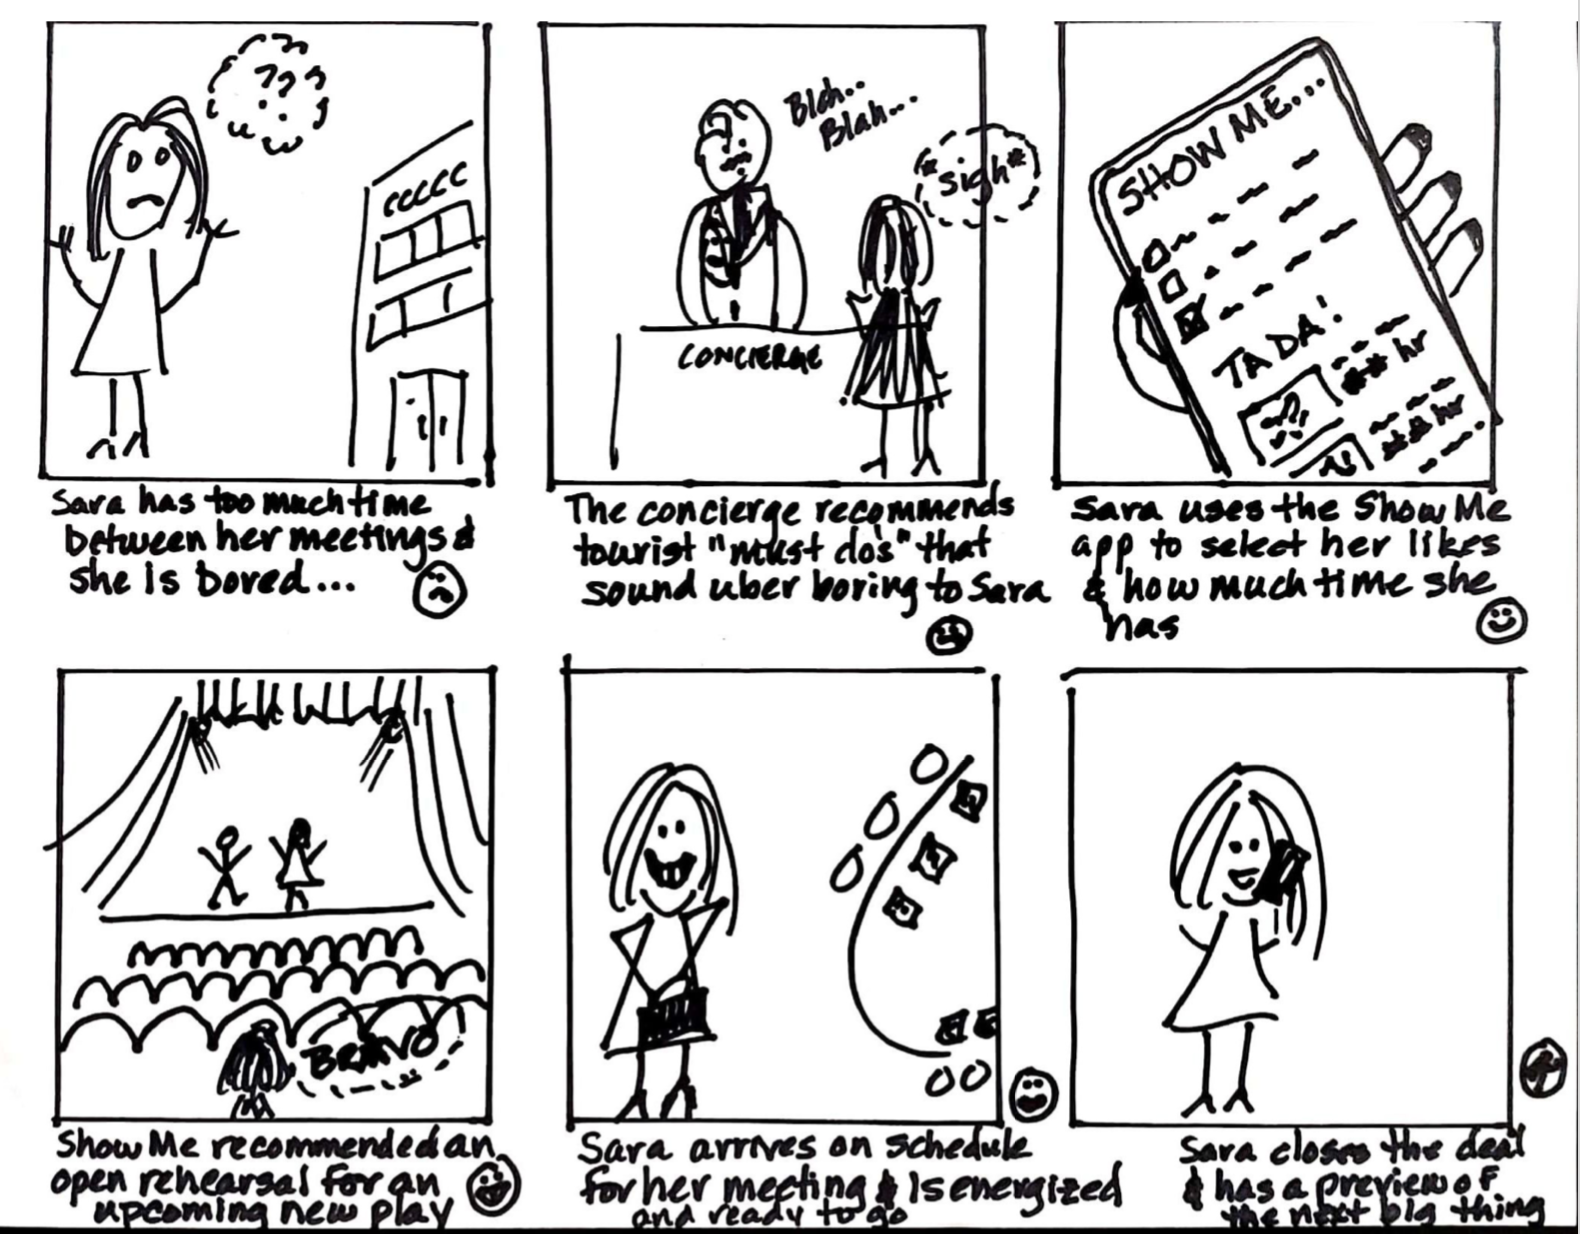 ???
ccccc
Sara has too much time
between her meetings &
she is bored...
Blah..
Blah...
*sigh*
CONCIERGE
The concierge recommends
tourist "must do's" that
sound uber boring to Sara
SHOW ME...
TADA!
** hr
** hr
Sara uses the Show Me
app to select her likes
& how much time she
has
BRAVO
Show Me recommended an
open rehearsal for an
upcoming new play
Sara arrives on schedule
for her meeting & is energized
and ready to go
Sara closes the deal
& has a preview of
the next big thing